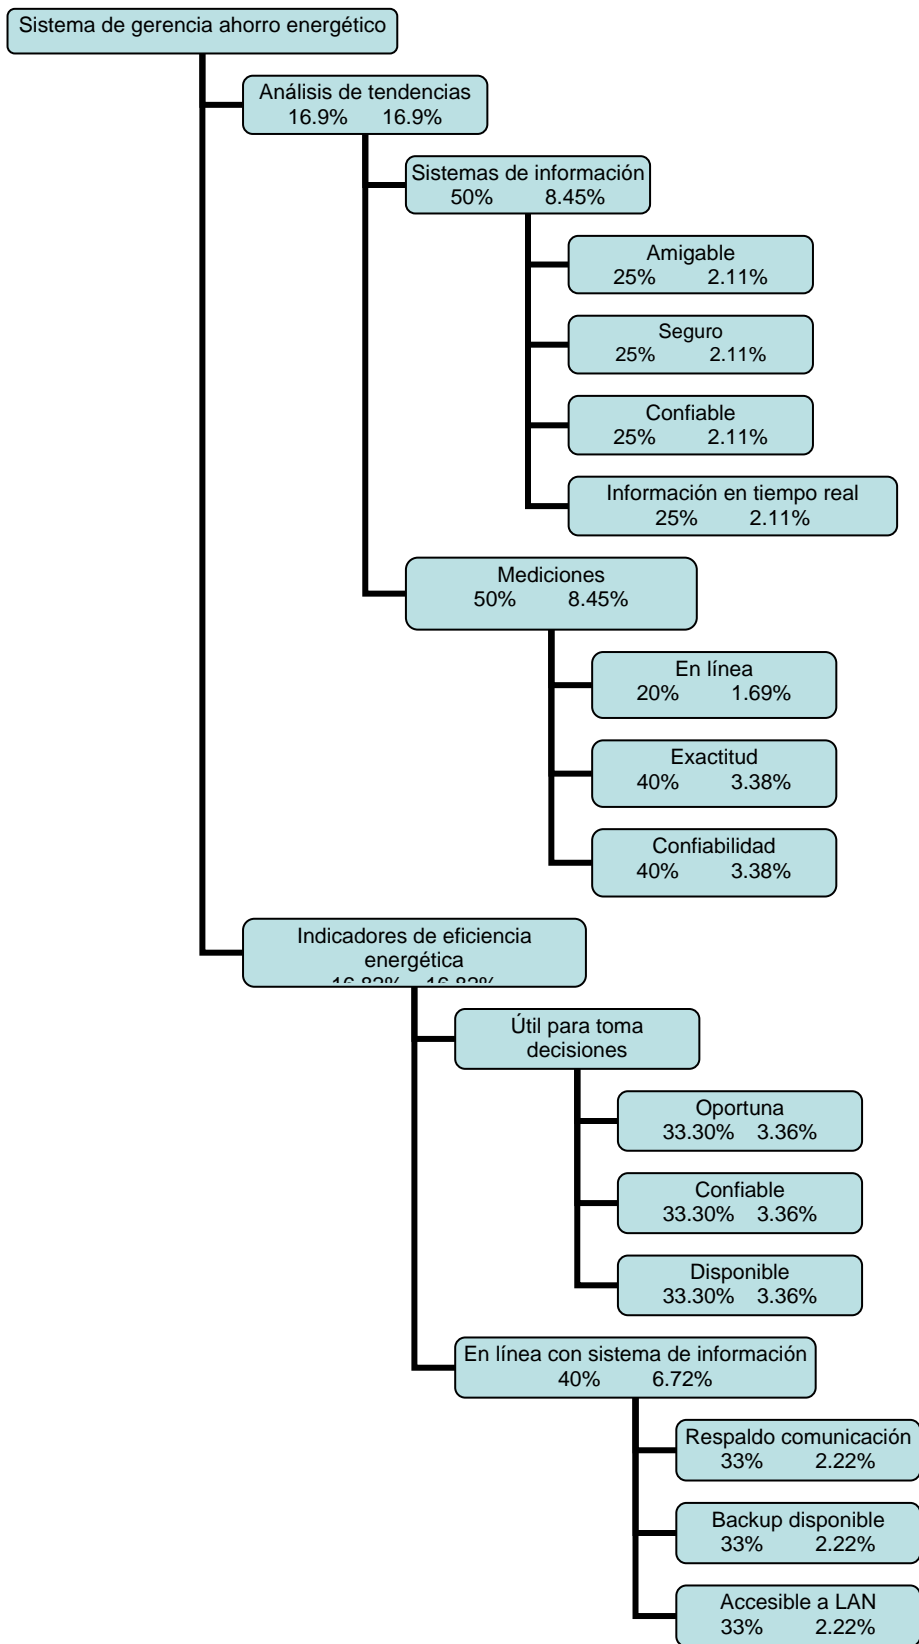 Sistema de gerencia ahorro energético
Análisis de tendencias
16.9% 16.9%
Sistemas de información
50% 8.45%
Amigable
25% 2.11%
Seguro
25% 2.11%
Confiable
25% 2.11%
Información en tiempo real
25% 2.11%
Mediciones
50% 8.45%
En línea
20% 1.69%
Exactitud
40% 3.38%
Confiabilidad
40% 3.38%
Indicadores de eficiencia
energética
Útil para toma
decisiones
Oportuna
33.30% 3.36%
Confiable
33.30% 3.36%
Disponible
33.30% 3.36%
En línea con sistema de información
40% 6.72%
Respaldo comunicación
33% 2.22%
Backup disponible
33% 2.22%
Accesible a LAN
33% 2.22%